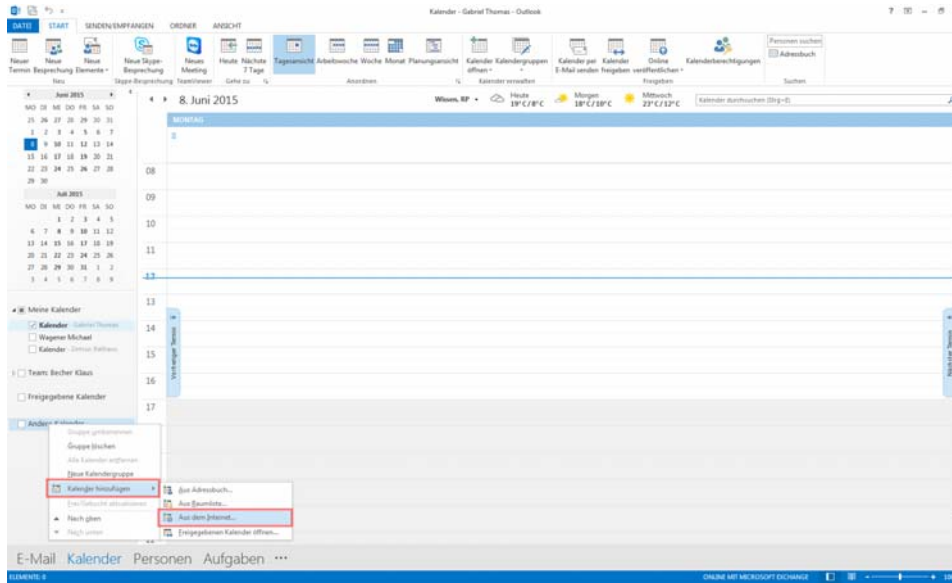 Kalender - Gabriel Thomas - Outlook
DATEI START SENDEN/EMPFANGEN ORDNER ANSICHT
Neuer Termin
Neue Besprechung
Neue Elemente
Neu
Neue Skype-Besprechung
Skype-Besprechung
Neues Meeting
TeamViewer
Heute
Nächste 7 Tage
Gehe zu
Tagesansicht
Arbeitswoche
Woche
Monat
Planungsansicht
Anordnen
Kalender öffnen
Kalendergruppen
Kalender verwalten
Kalender per E-Mail senden
Kalender freigeben
Online veröffentlichen
Kalenderberechtigungen
Freigeben
Personen suchen
Adressbuch
Suchen
Juni 2015
MO DI MI DO FR SA SO
25 26 27 28 29 30 31
1 2 3 4 5 6 7
8 9 10 11 12 13 14
15 16 17 18 19 20 21
22 23 24 25 26 27 28
29 30
Juli 2015
MO DI MI DO FR SA SO
1 2 3 4 5
6 7 8 9 10 11 12
13 14 15 16 17 18 19
20 21 22 23 24 25 26
27 28 29 30 31 1 2
3 4 5 6 7 8 9
Meine Kalender
Kalender - Gabriel Thomas
Wagener Michael
Kalender
Team: Becher Klaus
Freigegebene Kalender
Andere Kalender
8. Juni 2015
Wissen, RP
Heute 19°C/8°C
Morgen 18°C/10°C
Mittwoch 23°C/12°C
Kalender durchsuchen (Strg+E)
MONTAG
8
08
09
10
11
12
13
14
15
16
17
Vorheriger Termin
Nächster Termin
Gruppe umbenennen
Gruppe löschen
Alle Kalender entfernen
Neue Kalendergruppe
Kalender hinzufügen
Nach oben
Nach unten
Aus Adressbuch...
Aus Raumliste...
Aus dem Internet...
Freigegebenen Kalender öffnen...
E-Mail Kalender Personen Aufgaben ...
ELEMENTE: 0
ONLINE MIT MICROSOFT EXCHANGE